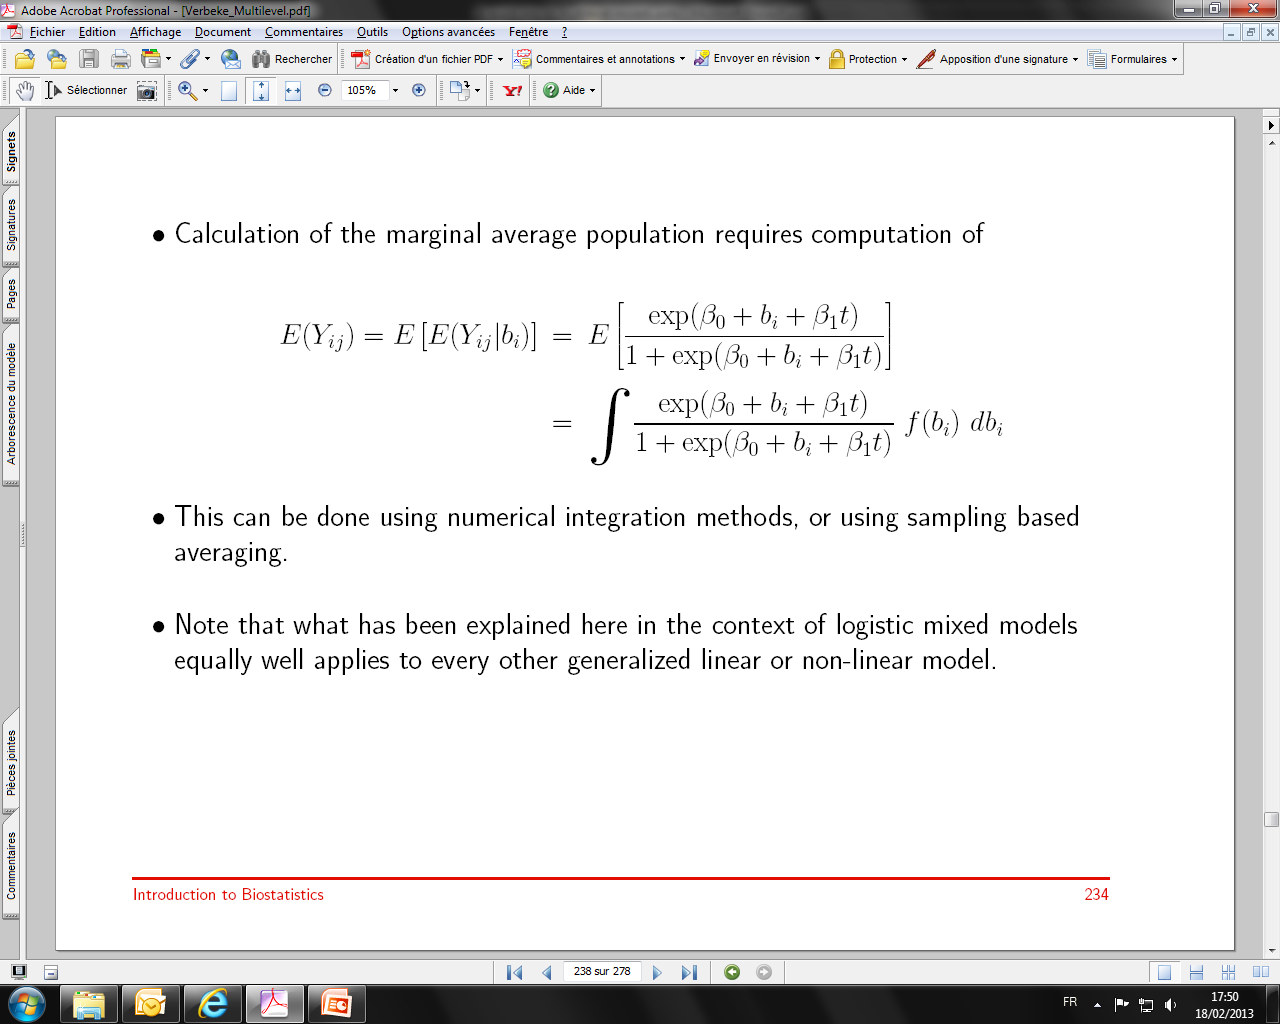 Adobe Acrobat Professional - [Verbeke_Multilevel.pdf]
Fichier Edition Affichage Document Commentaires Outils Options avancées Fenêtre ?
Rechercher Création d'un fichier PDF Commentaires et annotations Envoyer en révision Protection Apposition d'une signature Formulaires
Sélectionner 105% Y! Aide
Signets
Signatures
Pages
Arborescence du modèle
Pièces jointes
Commentaires
• Calculation of the marginal average population requires computation of
E(Y_{ij}) = E [E(Y_{ij}|b_i)] = E [ exp(β_0 + b_i + β_1t) / 1 + exp(β_0 + b_i + β_1t) ]
= ∫ exp(β_0 + b_i + β_1t) / 1 + exp(β_0 + b_i + β_1t) f(b_i) db_i
• This can be done using numerical integration methods, or using sampling based
averaging.
• Note that what has been explained here in the context of logistic mixed models
equally well applies to every other generalized linear or non-linear model.
Introduction to Biostatistics 234
238 sur 278
FR 17:50
18/02/2013